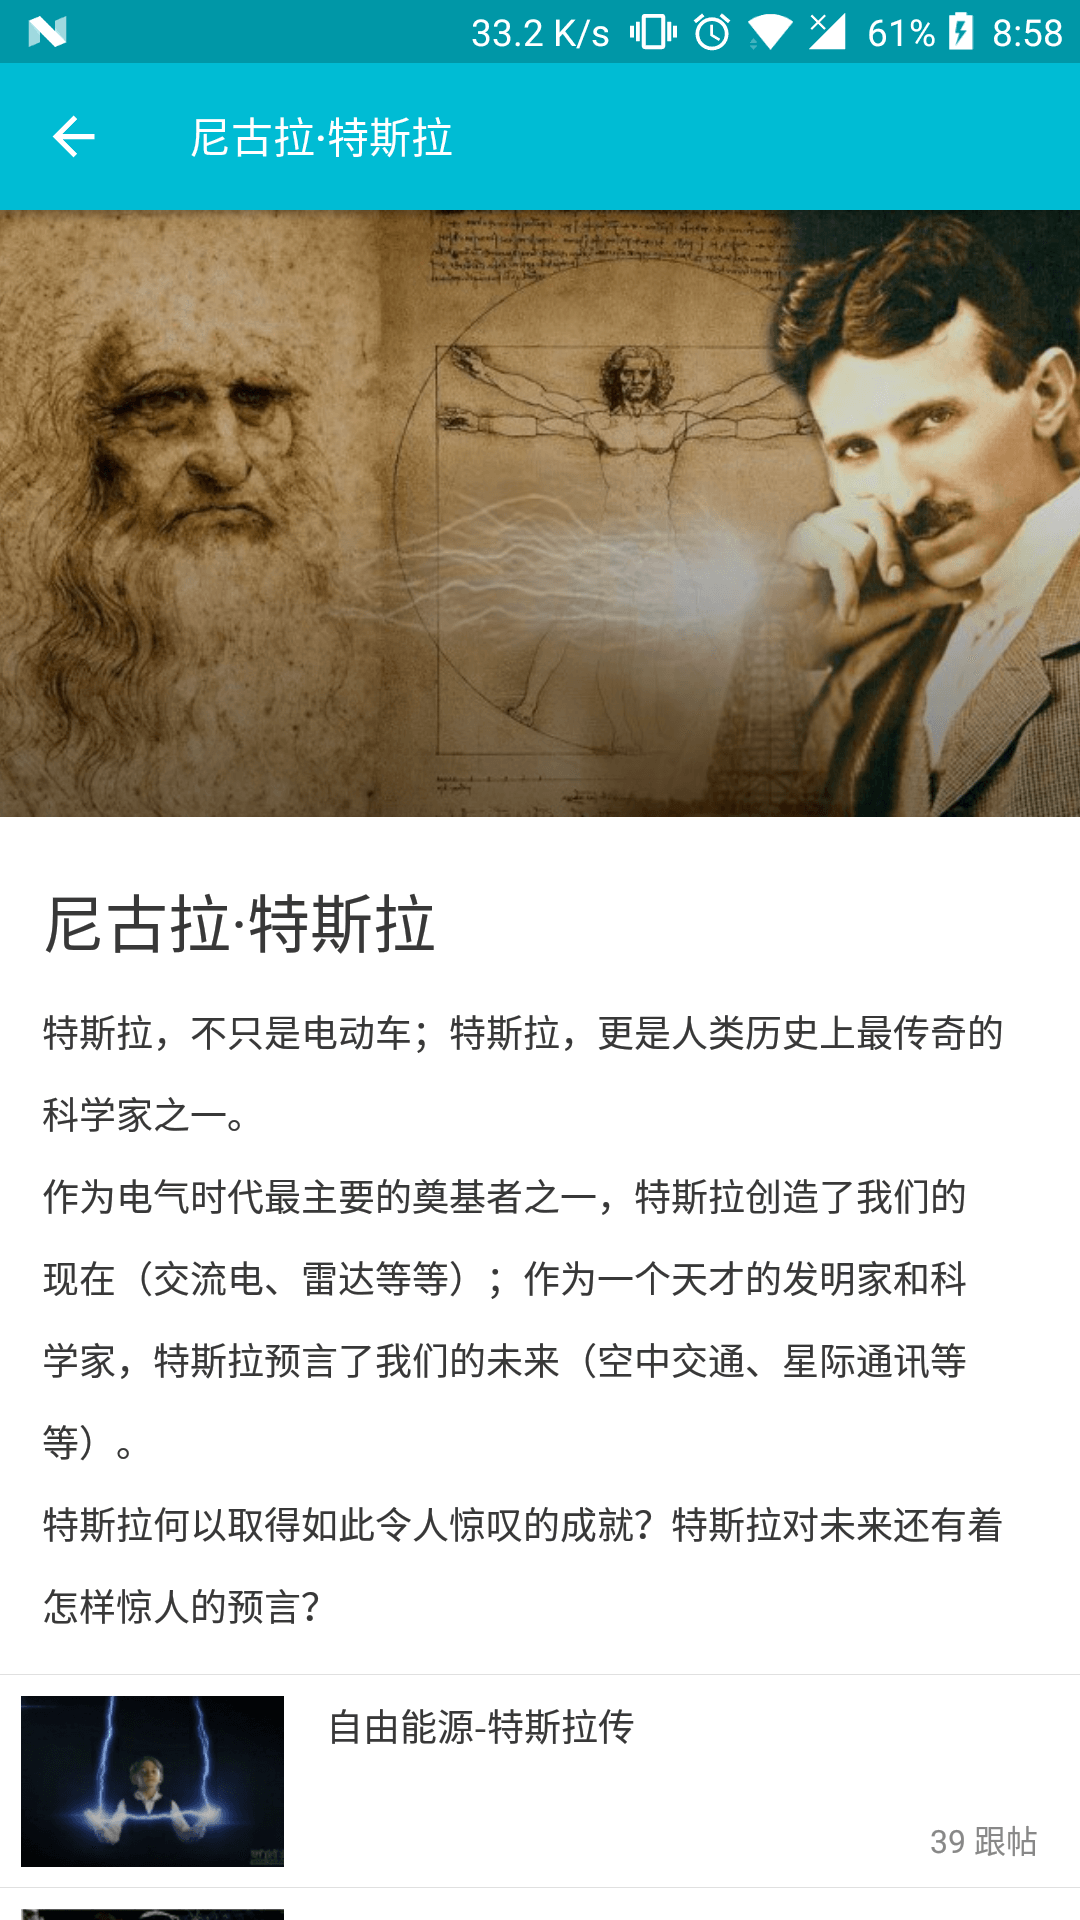 33.2 K/s 61% 8:58
尼古拉·特斯拉
尼古拉·特斯拉
特斯拉，不只是电动车；特斯拉，更是人类历史上最传奇的
科学家之一。
作为电气时代最主要的奠基者之一，特斯拉创造了我们的
现在（交流电、雷达等等）；作为一个天才的发明家和科
学家，特斯拉预言了我们的未来（空中交通、星际通讯等
等）。
特斯拉何以取得如此令人惊叹的成就？特斯拉对未来还有着
怎样惊人的预言？
自由能源-特斯拉传
39 跟帖